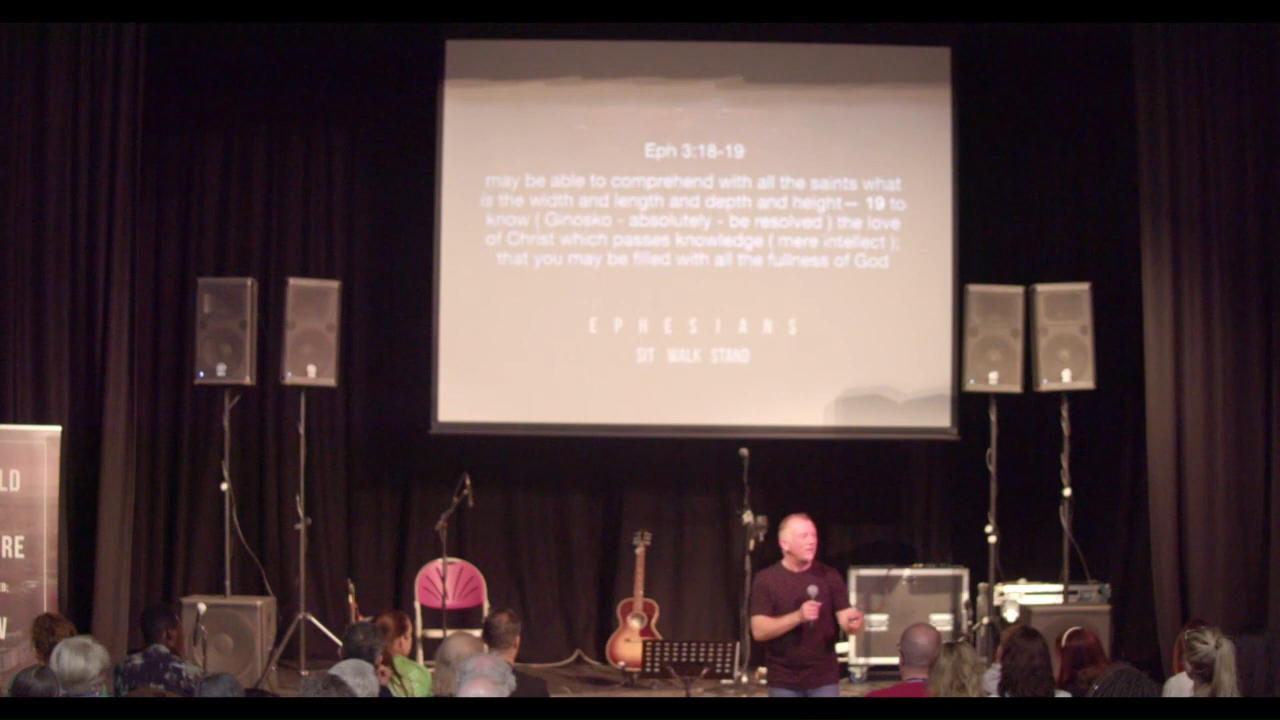 Eph 3:18-19
may be able to comprehend with all the saints what
is the width and length and depth and height— 19 to
know ( Ginosko - absolutely - be resolved ) the love
of Christ which passes knowledge ( mere intellect );
that you may be filled with all the fullness of God
EPHESIANS
SIT WALK STAND
LD
RE